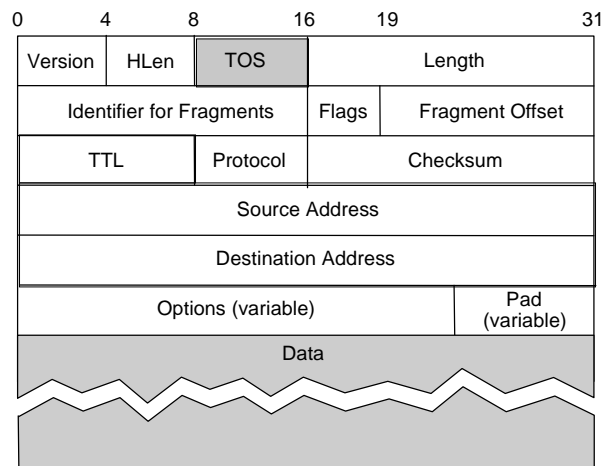 0 4 8 16 19 31
Version HLen TOS Length
Identifier for Fragments Flags Fragment Offset
TTL Protocol Checksum
Source Address
Destination Address
Options (variable) Pad
(variable)
Data